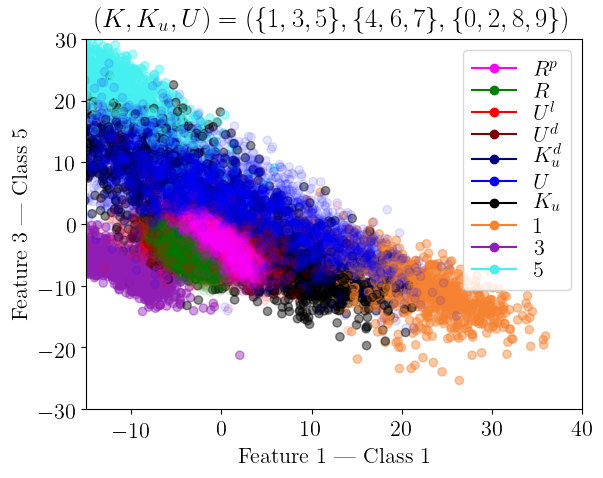 (K, K_u, U) = ({1, 3, 5}, {4, 6, 7}, {0, 2, 8, 9})
30
20
10
0
−10
−20
−30
Feature 3 — Class 5
R^p
R
U^l
U^d
K_u^d
U
K_u
1
3
5
−10 0 10 20 30 40
Feature 1 — Class 1